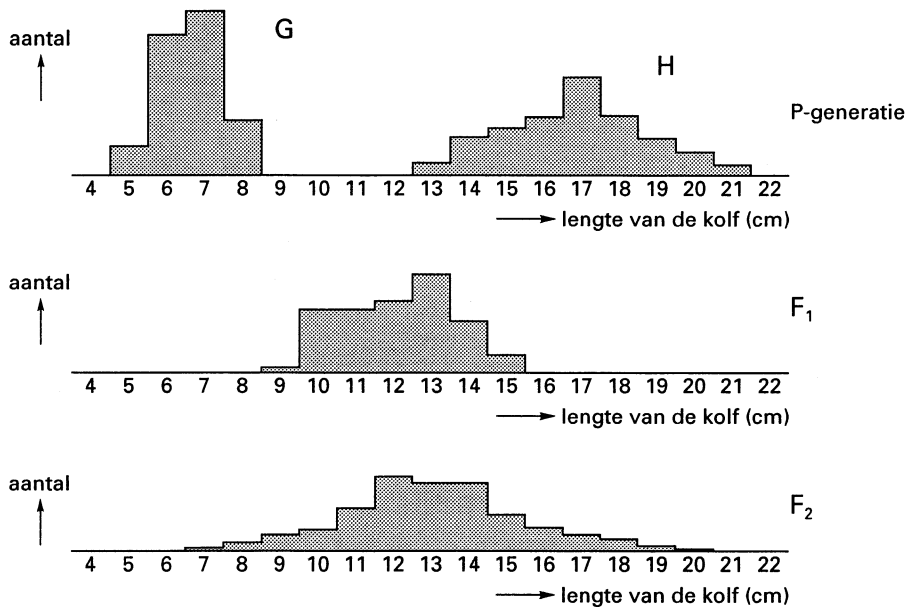 aantal
G
H
P-generatie
4 5 6 7 8 9 10 11 12 13 14 15 16 17 18 19 20 21 22
lengte van de kolf (cm)
aantal
F₁
4 5 6 7 8 9 10 11 12 13 14 15 16 17 18 19 20 21 22
lengte van de kolf (cm)
aantal
F₂
4 5 6 7 8 9 10 11 12 13 14 15 16 17 18 19 20 21 22
lengte van de kolf (cm)